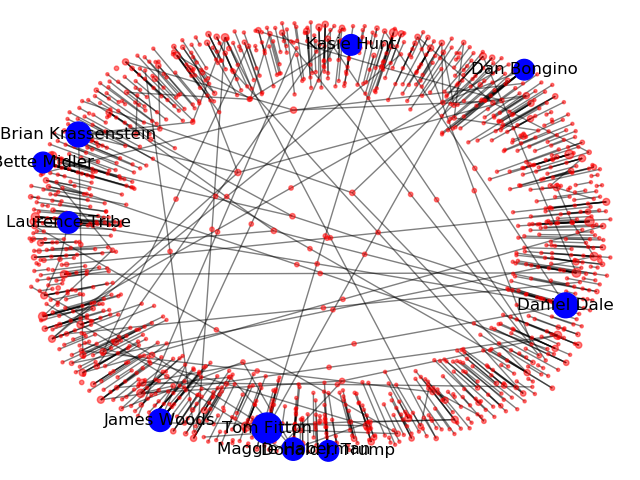 Kasie Hunt
Dan Bongino
Brian Krassenstein
Bette Midler
Laurence Tribe
Daniel Dale
James Woods
Tom Fitton
Maggie Haberman
Donald J. Trump